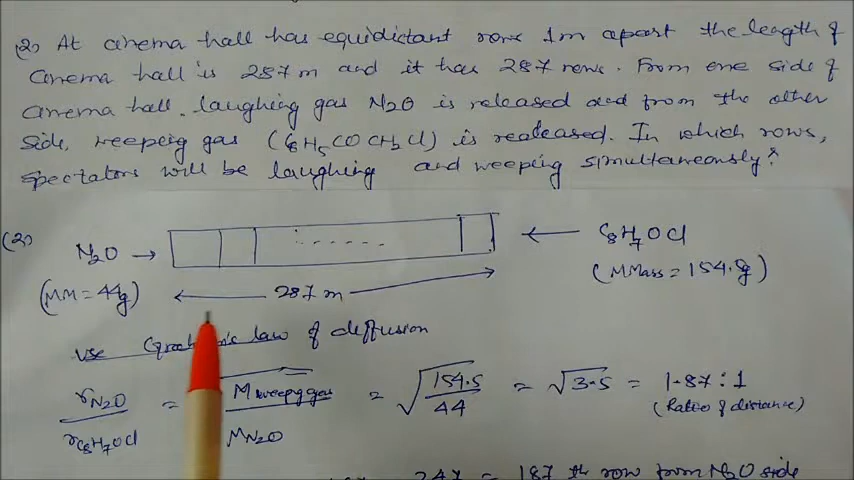 (2) At cinema hall has equidictant rows 1m apart the length of
cinema hall is 287 m and it has 287 rows. From one side of
cinema hall. laughing gas N2O is released and from the other
side, weeping gas (C6H5COCH2Cl) is realeased. In which rows,
spectators will be laughing and weeping simultaneously?
(2)
N2O → ...... ← C8H7OCl
(MM = 44g) (MMass = 154.5g)
287 m
use Graham's law of diffusion
rN2O / rC8H7OCl = √ Mweepig gas / MN2O = √ 154.5 / 44 = √3.5 = 1.87 : 1
(Ratio of distance)
= 187 th row from N2O side